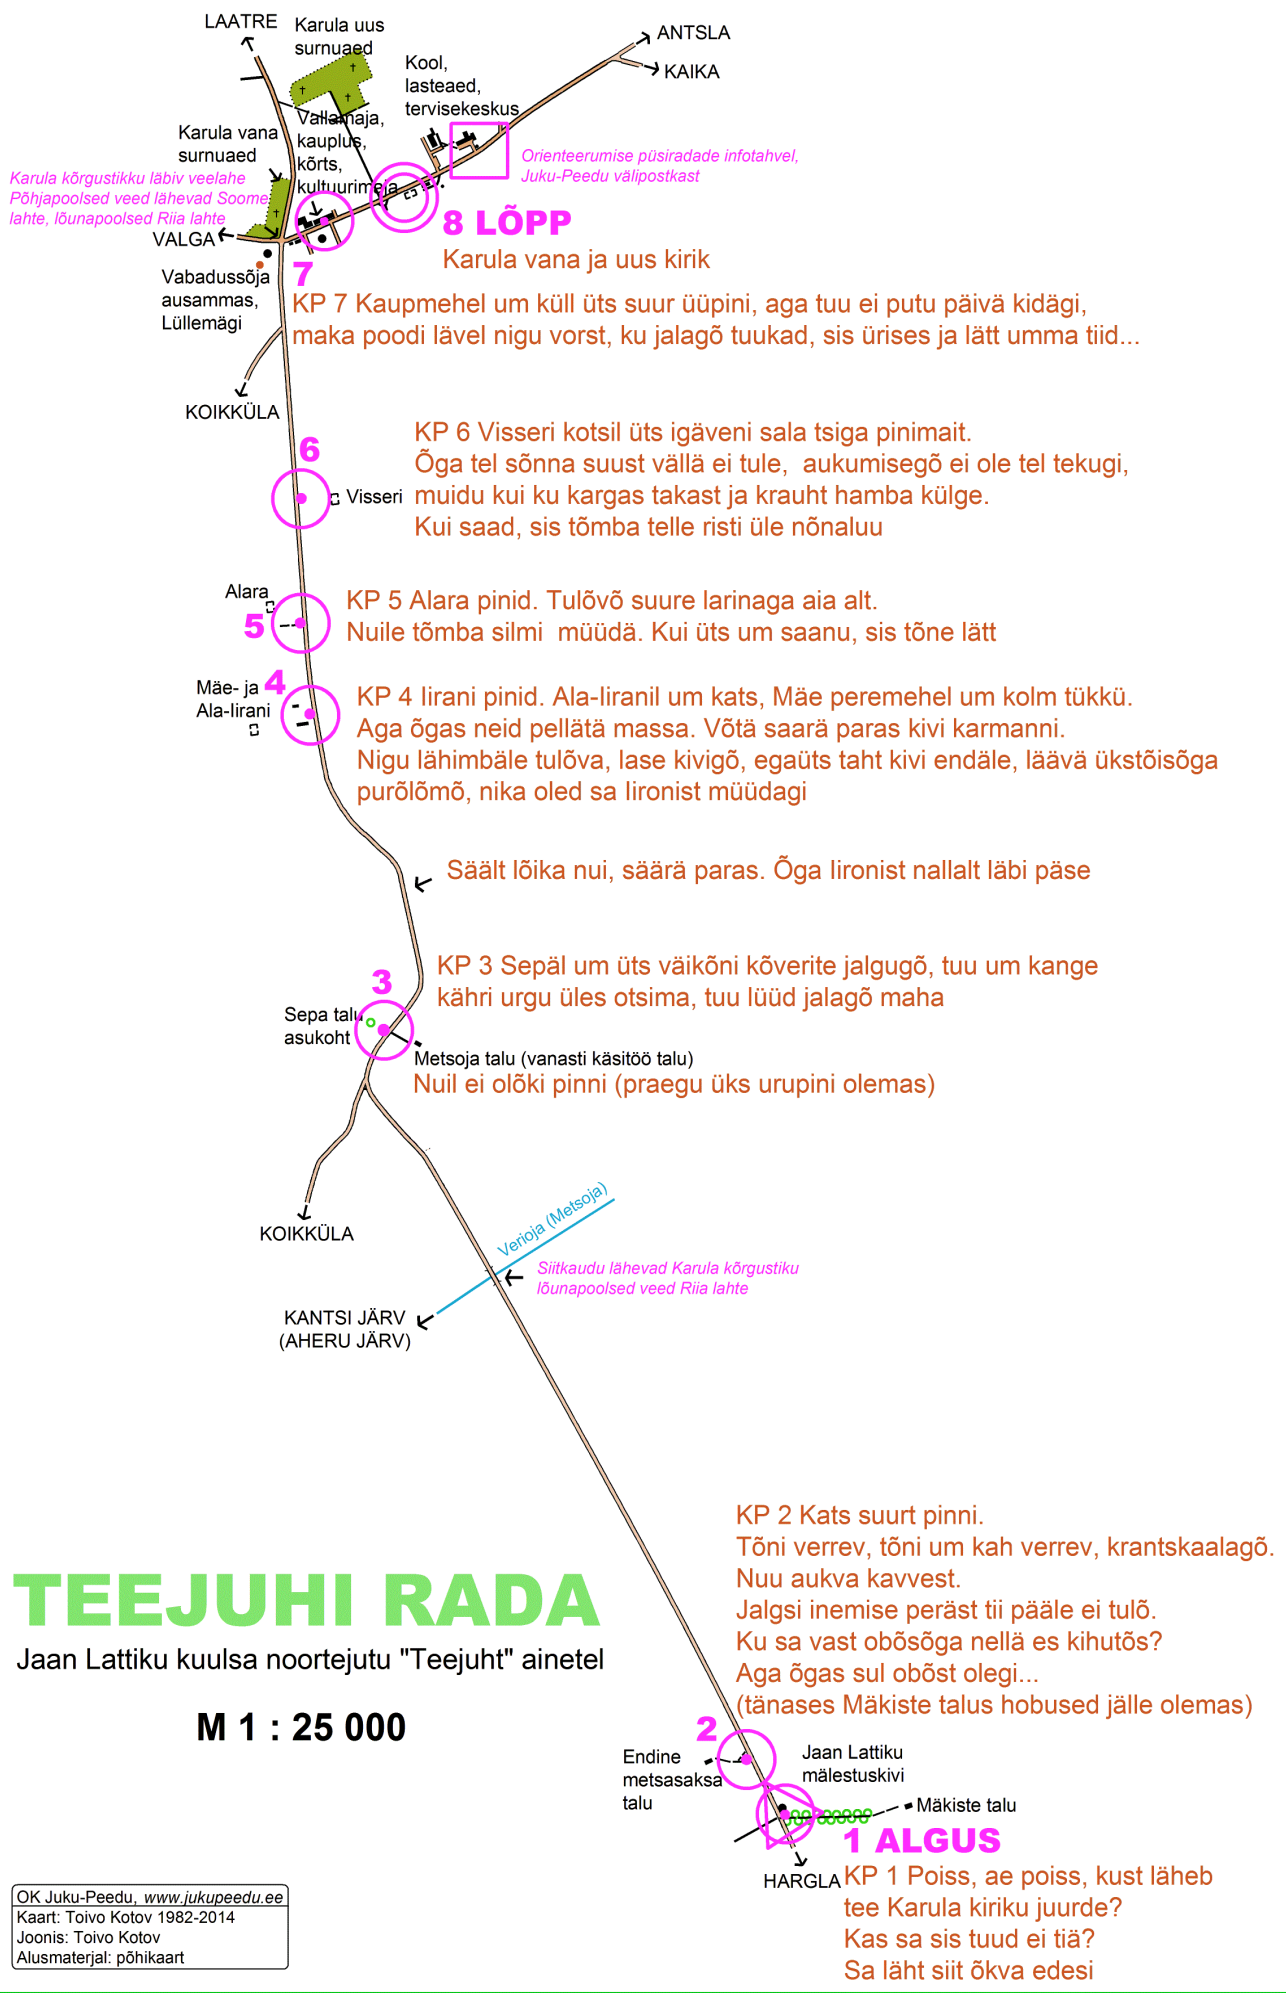 LAATRE
Karula uus
surnuaed
ANTSLA
KAIKA
Kool,
lasteaed,
tervisekeskus
Vallamaja,
kauplus,
kõrts,
kultuurimaja
Karula vana
surnuaed
Orienteerumise püsiradade infotahvel,
Juku-Peedu välipostkast
Karula kõrgustikku läbiv veelahe
Põhjapoolsed veed lähevad Soome
lahte, lõunapoolsed Riia lahte
VALGA
8 LÕPP
Karula vana ja uus kirik
Vabadussõja
ausammas,
Lüllemägi
7
KP 7 Kaupmehel um küll üts suur üüpini, aga tuu ei putu päivä kidägi,
maka poodi lävel nigu vorst, ku jalagõ tuukad, sis ürises ja lätt umma tiid...
KOIKKÜLA
6
Visseri
KP 6 Visseri kotsil üts igäveni sala tsiga pinimait.
Õga tel sõnna suust vällä ei tule,  aukumisegõ ei ole tel tekugi,
muidu kui ku kargas takast ja krauht hamba külge.
Kui saad, sis tõmba telle risti üle nõnaluu
Alara
5
KP 5 Alara pinid. Tulõvõ suure larinaga aia alt.
Nuile tõmba silmi  müüdä. Kui üts um saanu, sis tõne lätt
4
Mäe- ja
Ala-Iirani
KP 4 Iirani pinid. Ala-Iiranil um kats, Mäe peremehel um kolm tükkü.
Aga õgas neid pellätä massa. Võtä saarä paras kivi karmanni.
Nigu lähimbäle tulõva, lase kivigõ, egaüts taht kivi endäle, läävä ükstõisõga
purõlõmõ, nika oled sa Iironist müüdagi
Säält lõika nui, säärä paras. Õga Iironist nallalt läbi päse
3
KP 3 Sepäl um üts väikõni kõverite jalgugõ, tuu um kange
kähri urgu üles otsima, tuu lüüd jalagõ maha
Sepa talu
asukoht
Metsoja talu (vanasti käsitöö talu)
Nuil ei olõki pinni (praegu üks urupini olemas)
KOIKKÜLA
Verioja (Metsoja)
Siitkaudu lähevad Karula kõrgustiku
lõunapoolsed veed Riia lahte
KANTSI JÄRV
(AHERU JÄRV)
KP 2 Kats suurt pinni.
Tõni verrev, tõni um kah verrev, krantskaalagõ.
Nuu aukva kavvest.
Jalgsi inemise peräst tii pääle ei tulõ.
Ku sa vast obõsõga nellä es kihutõs?
Aga õgas sul obõst olegi...
(tänases Mäkiste talus hobused jälle olemas)
TEEJUHI RADA
Jaan Lattiku kuulsa noortejutu "Teejuht" ainetel
M 1 : 25 000
2
Endine
metsasaksa
talu
Jaan Lattiku
mälestuskivi
Mäkiste talu
1 ALGUS
HARGLA
KP 1 Poiss, ae poiss, kust läheb
tee Karula kiriku juurde?
Kas sa sis tuud ei tiä?
Sa läht siit õkva edesi
OK Juku-Peedu, www.jukupeedu.ee
Kaart: Toivo Kotov 1982-2014
Joonis: Toivo Kotov
Alusmaterjal: põhikaart